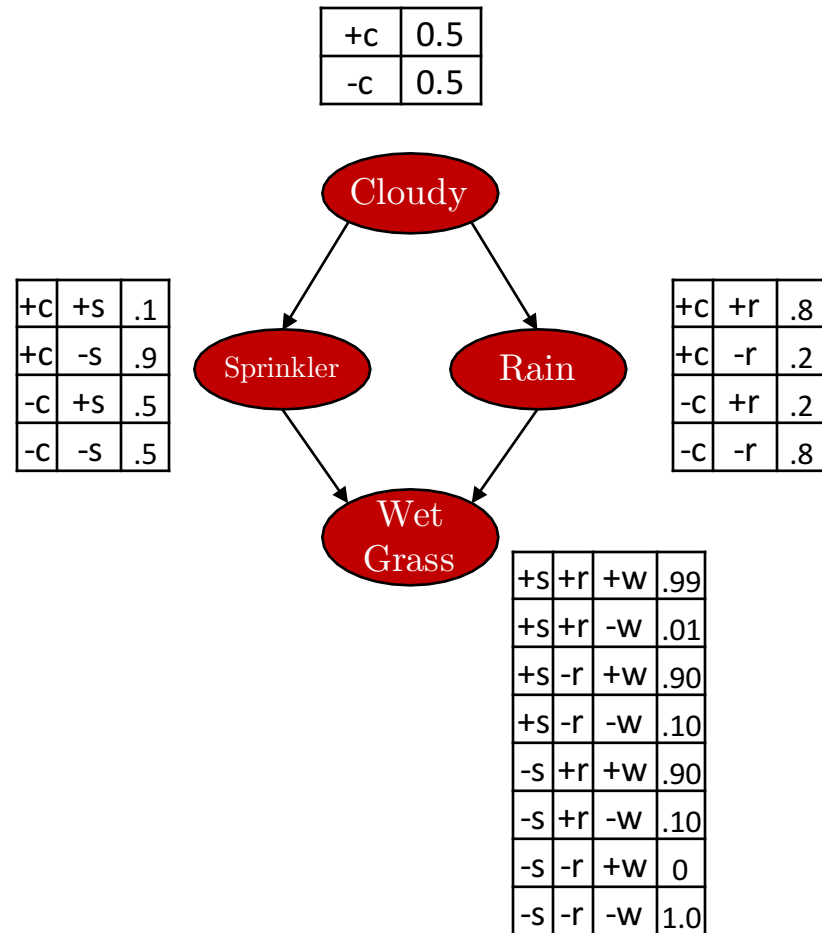 +c 0.5
-c 0.5
Cloudy
+c +s .1
+c -s .9
-c +s .5
-c -s .5
Sprinkler
Rain
+c +r .8
+c -r .2
-c +r .2
-c -r .8
Wet
Grass
+s +r +w .99
+s +r -w .01
+s -r +w .90
+s -r -w .10
-s +r +w .90
-s +r -w .10
-s -r +w 0
-s -r -w 1.0